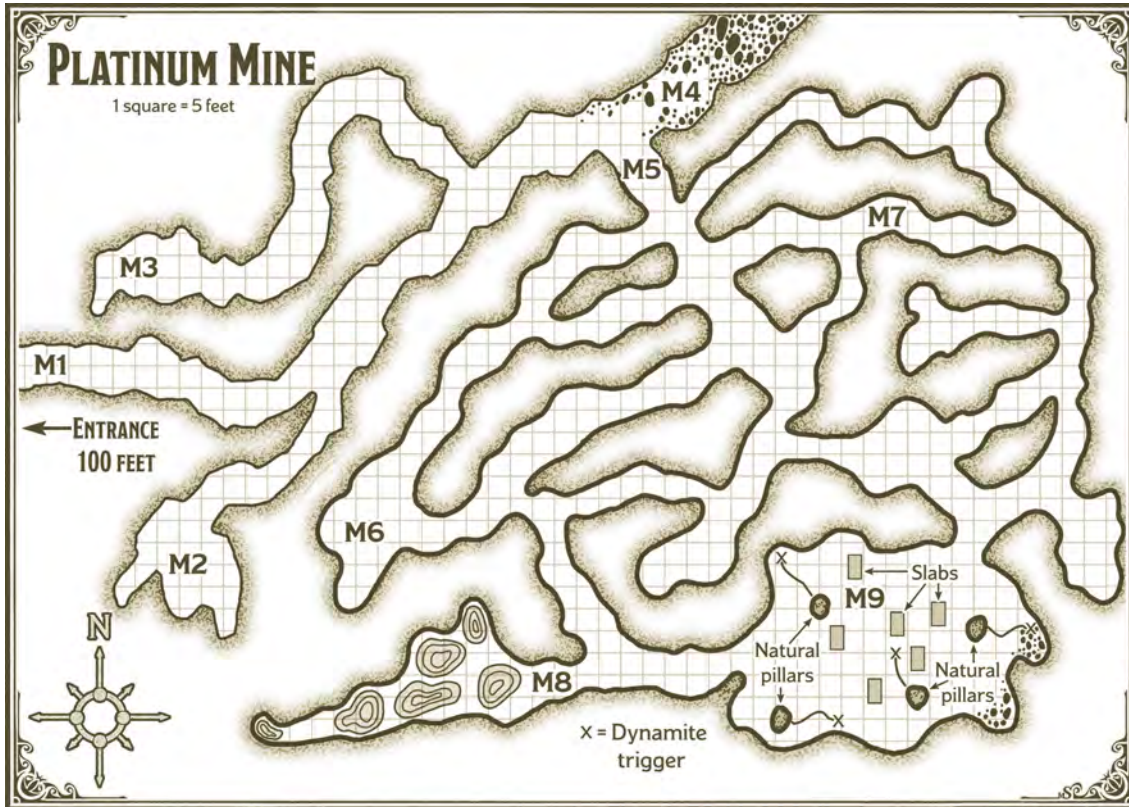 PLATINUM MINE
1 square = 5 feet
M4
M5
M7
M3
M1
ENTRANCE
100 FEET
M6
M2
Slabs
M9
N
Natural
pillars
Natural
pillars
M8
x = Dynamite
trigger
x
x
x
x